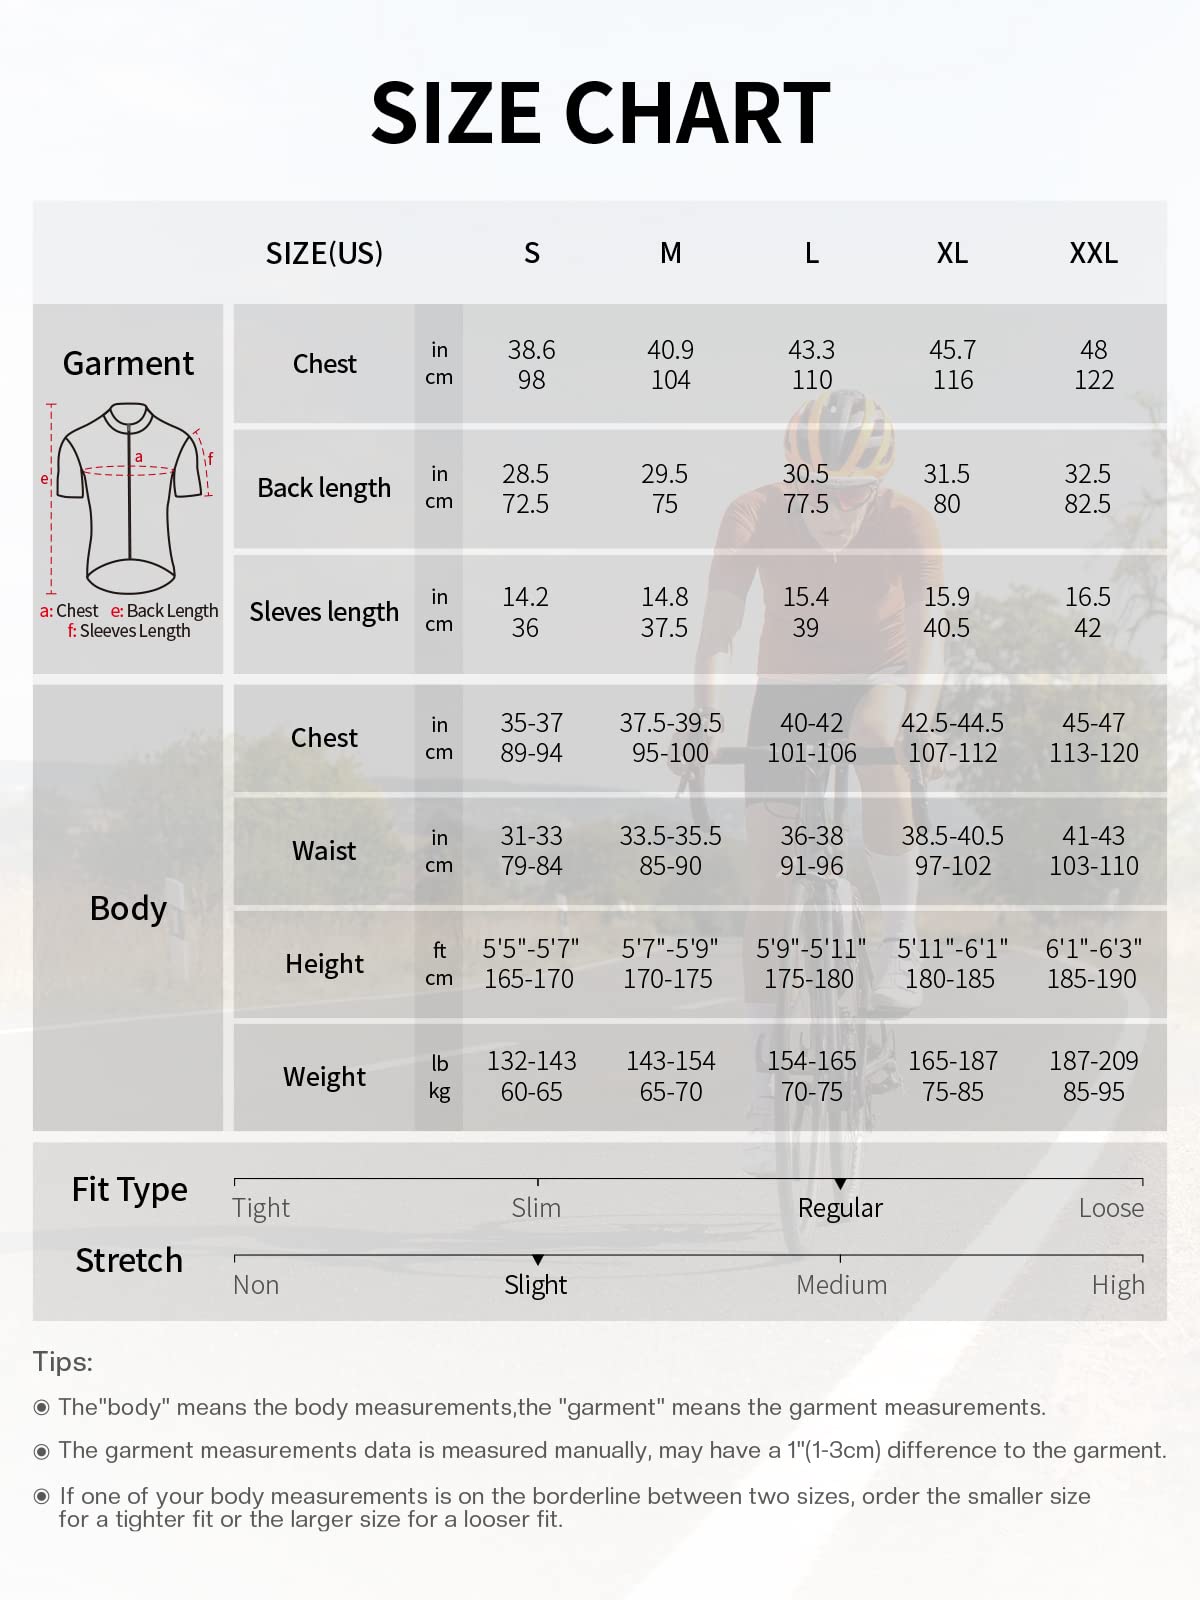 SIZE CHART
SIZE(US) S M L XL XXL
Garment
a
e
f
a: Chest e: Back Length
f: Sleeves Length
Chest in 38.6 40.9 43.3 45.7 48
cm 98 104 110 116 122
Back length in 28.5 29.5 30.5 31.5 32.5
cm 72.5 75 77.5 80 82.5
Sleves length in 14.2 14.8 15.4 15.9 16.5
cm 36 37.5 39 40.5 42
Body
Chest in 35-37 37.5-39.5 40-42 42.5-44.5 45-47
cm 89-94 95-100 101-106 107-112 113-120
Waist in 31-33 33.5-35.5 36-38 38.5-40.5 41-43
cm 79-84 85-90 91-96 97-102 103-110
Height ft 5'5"-5'7" 5'7"-5'9" 5'9"-5'11" 5'11"-6'1" 6'1"-6'3"
cm 165-170 170-175 175-180 180-185 185-190
Weight lb 132-143 143-154 154-165 165-187 187-209
kg 60-65 65-70 70-75 75-85 85-95
Fit Type
Tight Slim Regular Loose
Stretch
Non Slight Medium High
Tips:
◉ The"body" means the body measurements,the "garment" means the garment measurements.
◉ The garment measurements data is measured manually, may have a 1"(1-3cm) difference to the garment.
◉ If one of your body measurements is on the borderline between two sizes, order the smaller size
for a tighter fit or the larger size for a looser fit.